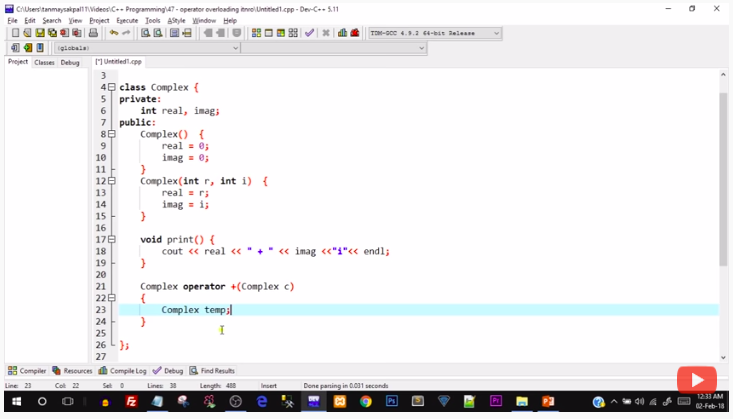 C:\Users\tanmaysakpal11\Videos\C++ Programming\47 - operator overloading itnro\Untitled1.cpp - Dev-C++ 5.11
File Edit Search View Project Execute Tools AStyle Window Help
TDM-GCC 4.9.2 64-bit Release
(globals)
Project Classes Debug [*] Untitled1.cpp
3
4 class Complex {
5 private:
6 int real, imag;
7 public:
8 Complex() {
9 real = 0;
10 imag = 0;
11 }
12 Complex(int r, int i) {
13 real = r;
14 imag = i;
15 }
16
17 void print() {
18 cout << real << " + " << imag <<"i"<< endl;
19 }
20
21 Complex operator +(Complex c)
22 {
23 Complex temp;
24 }
25
26 };
27
Compiler Resources Compile Log Debug Find Results
Line: 23 Col: 22 Sel: 0 Lines: 38 Length: 488 Insert Done parsing in 0.031 seconds
12:33 AM
02-Feb-18